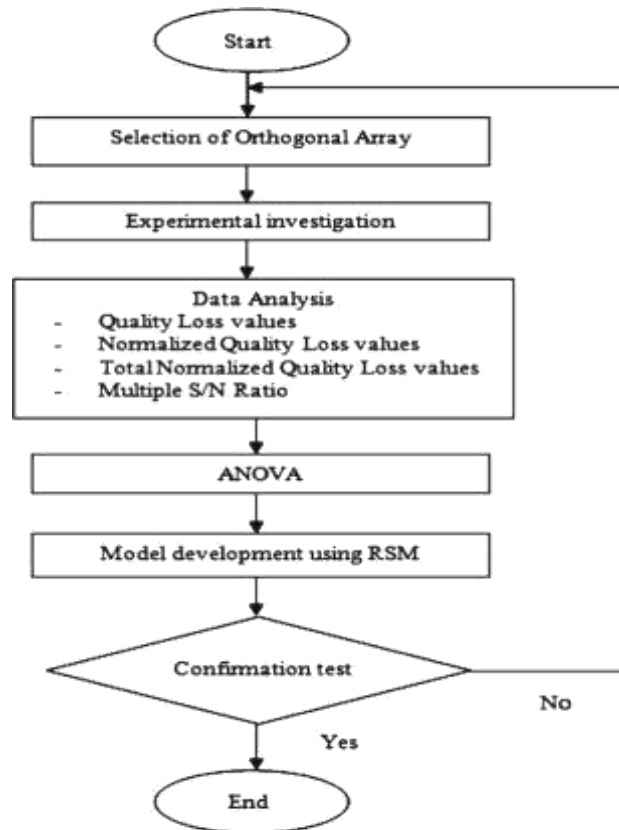 Start
Selection of Orthogonal Array
Experimental investigation
Data Analysis
- Quality Loss values
- Normalized Quality Loss values
- Total Normalized Quality Loss values
- Multiple S/N Ratio
ANOVA
Model development using RSM
Confirmation test
No
Yes
End